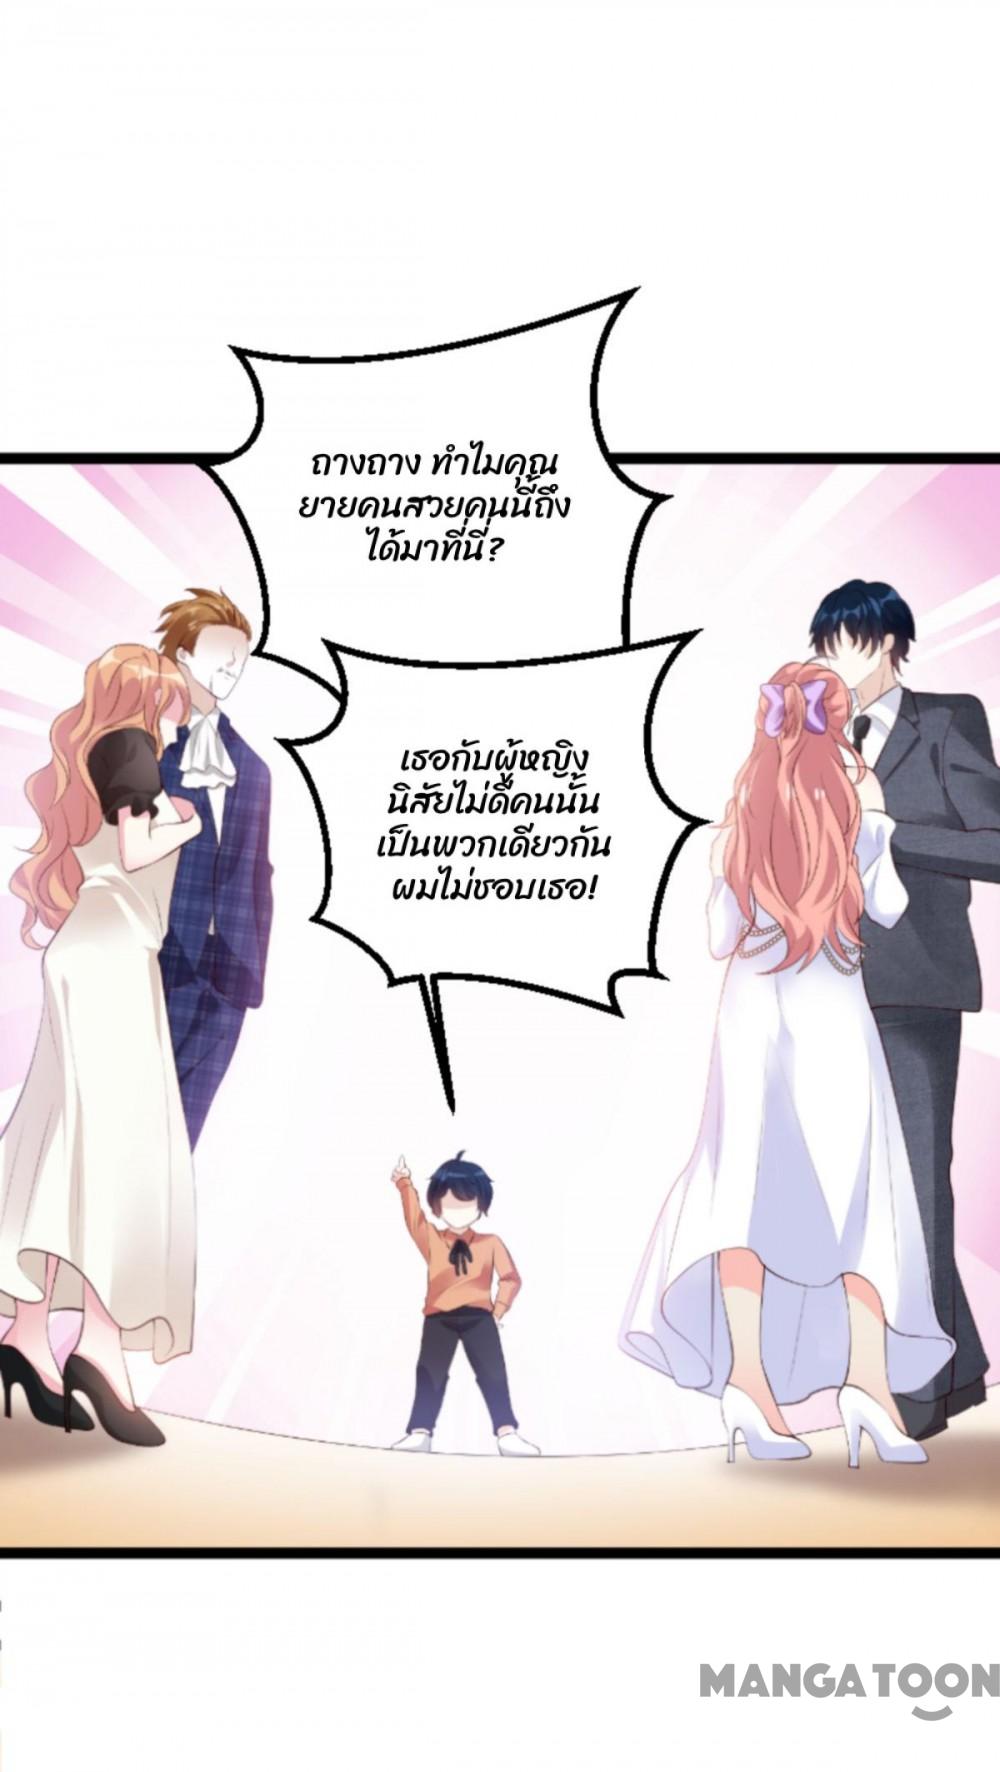 ถางถาง ทำไมคุณ
ยายคนสวยคนนี้ถึง
ได้มาที่นี่?
เธอกับผู้หญิง
นิสัยไม่ดีคนนั้น
เป็นพวกเดียวกัน
ผมไม่ชอบเธอ!
MANGATOON